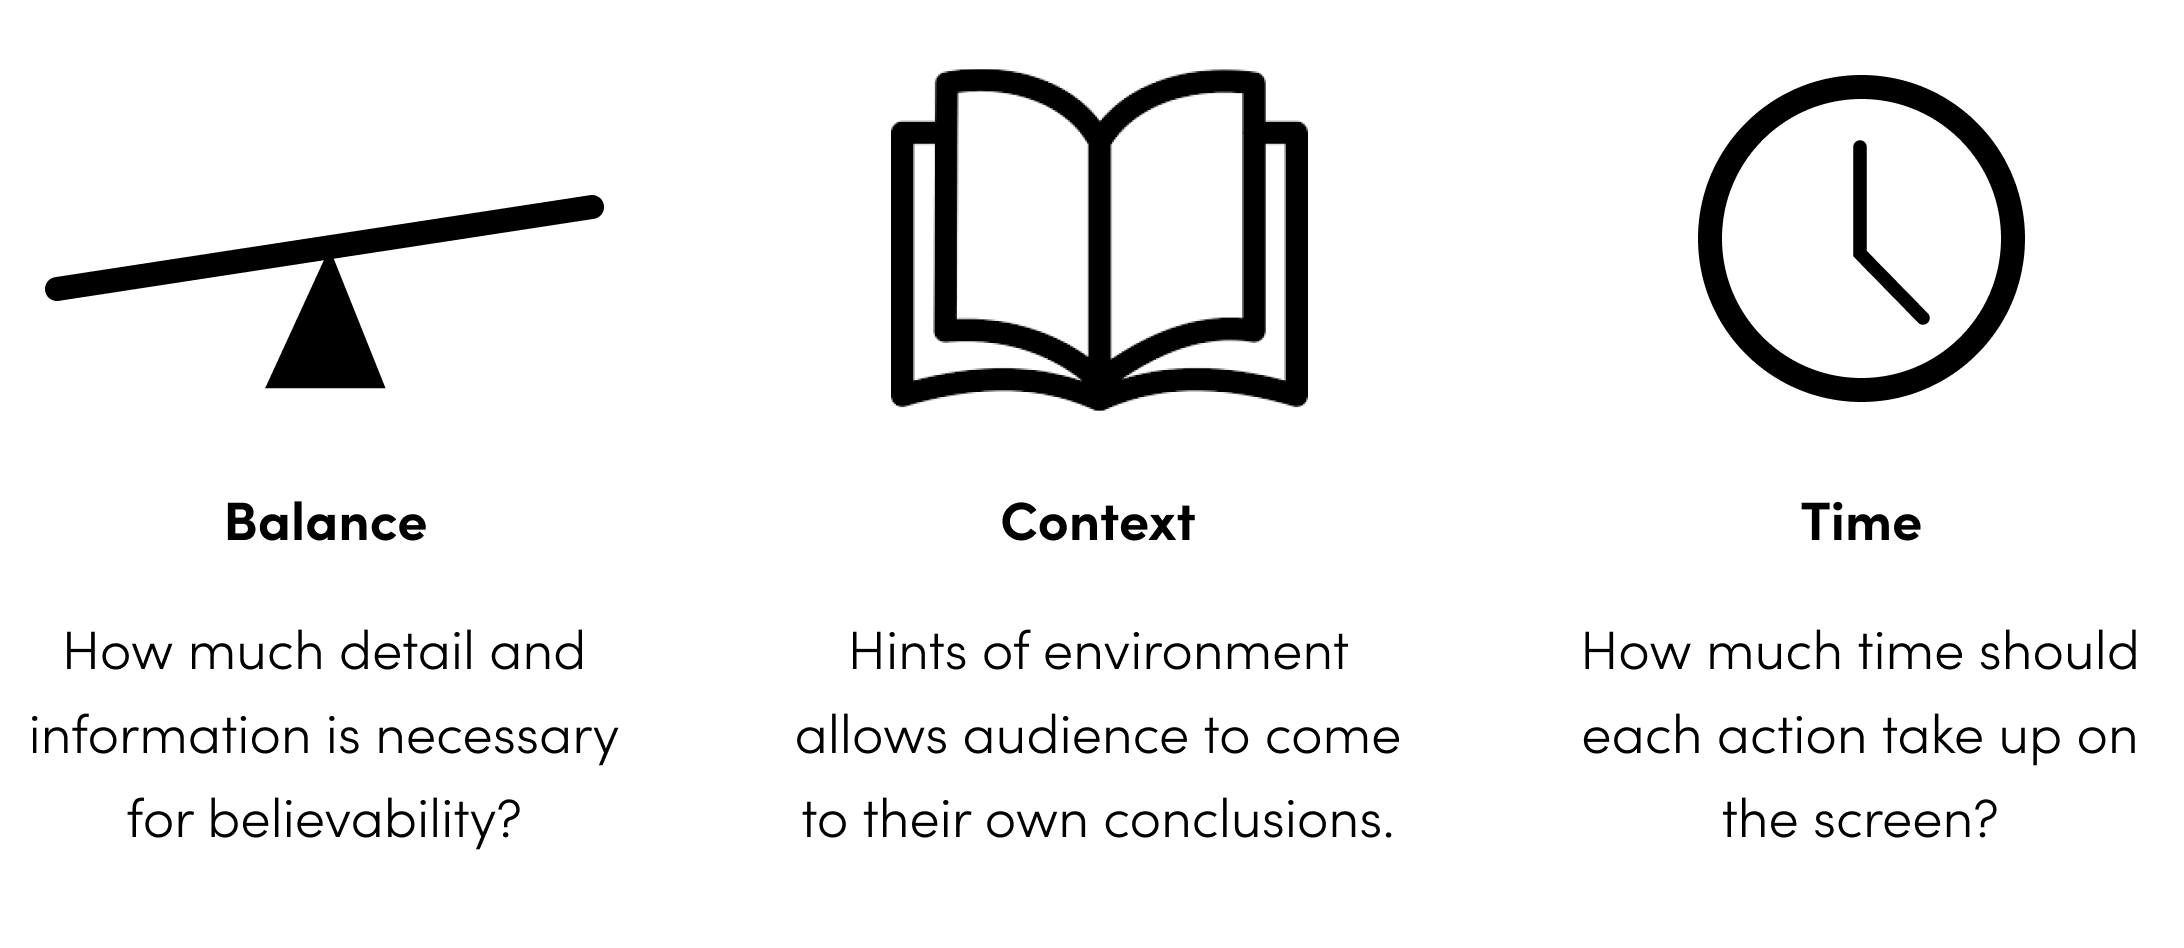 Balance
How much detail and
information is necessary
for believability?
Context
Hints of environment
allows audience to come
to their own conclusions.
Time
How much time should
each action take up on
the screen?